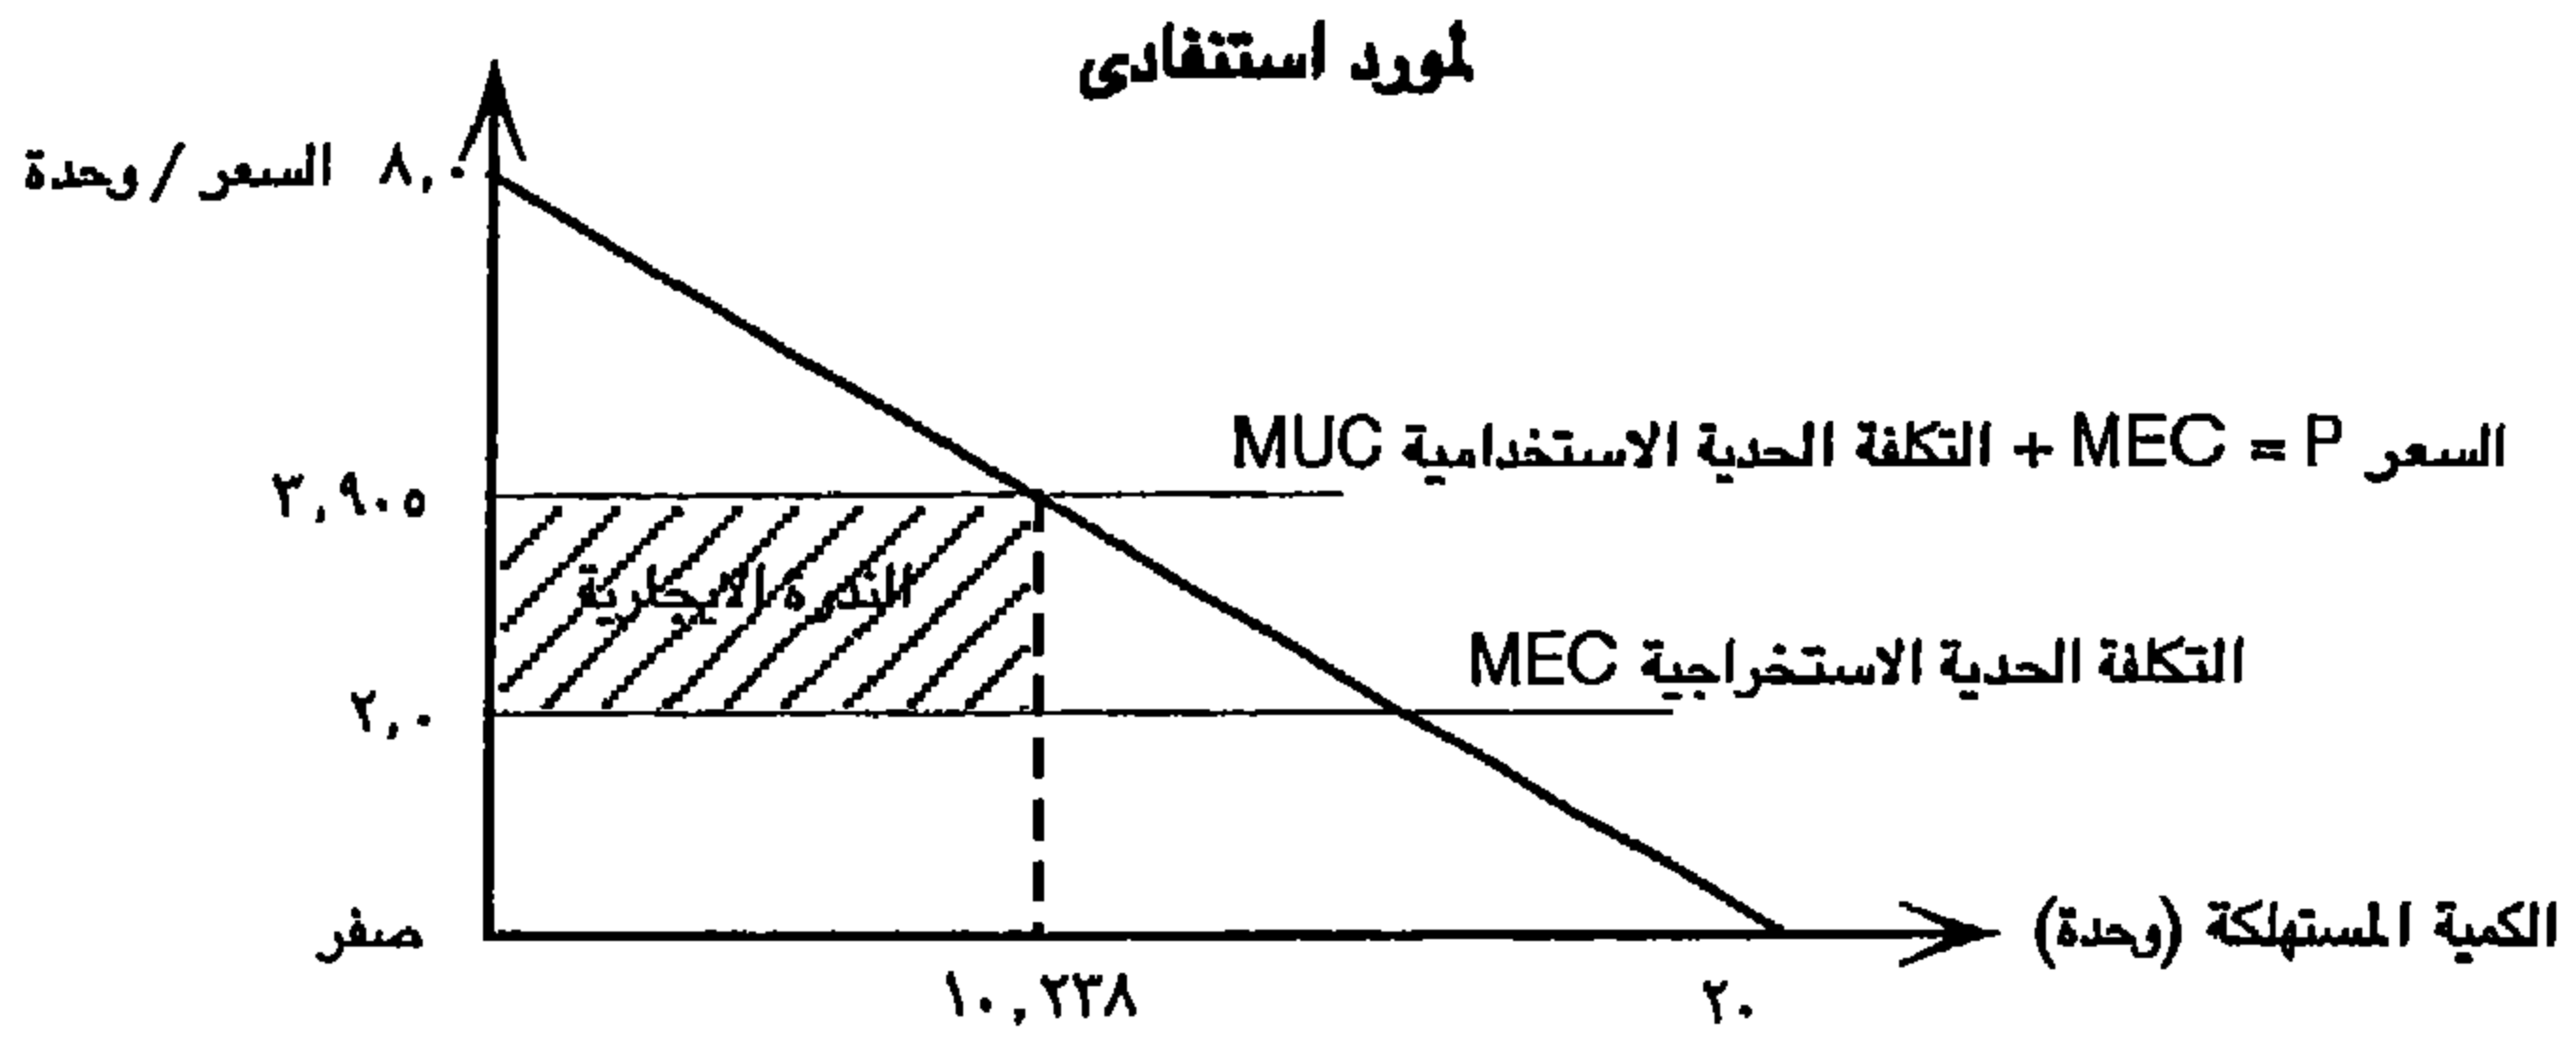 لمورد استنفادى
السعر / وحدة ٨,٠
السعر MEC = P + التكلفة الحدية الاستخدامية MUC
٣,٩٠٥
الندرة الايجارية
التكلفة الحدية الاستخراجية MEC
٢,٠
صفر
الكمية المستهلكة (وحدة)
١٠,٢٣٨
٢٠